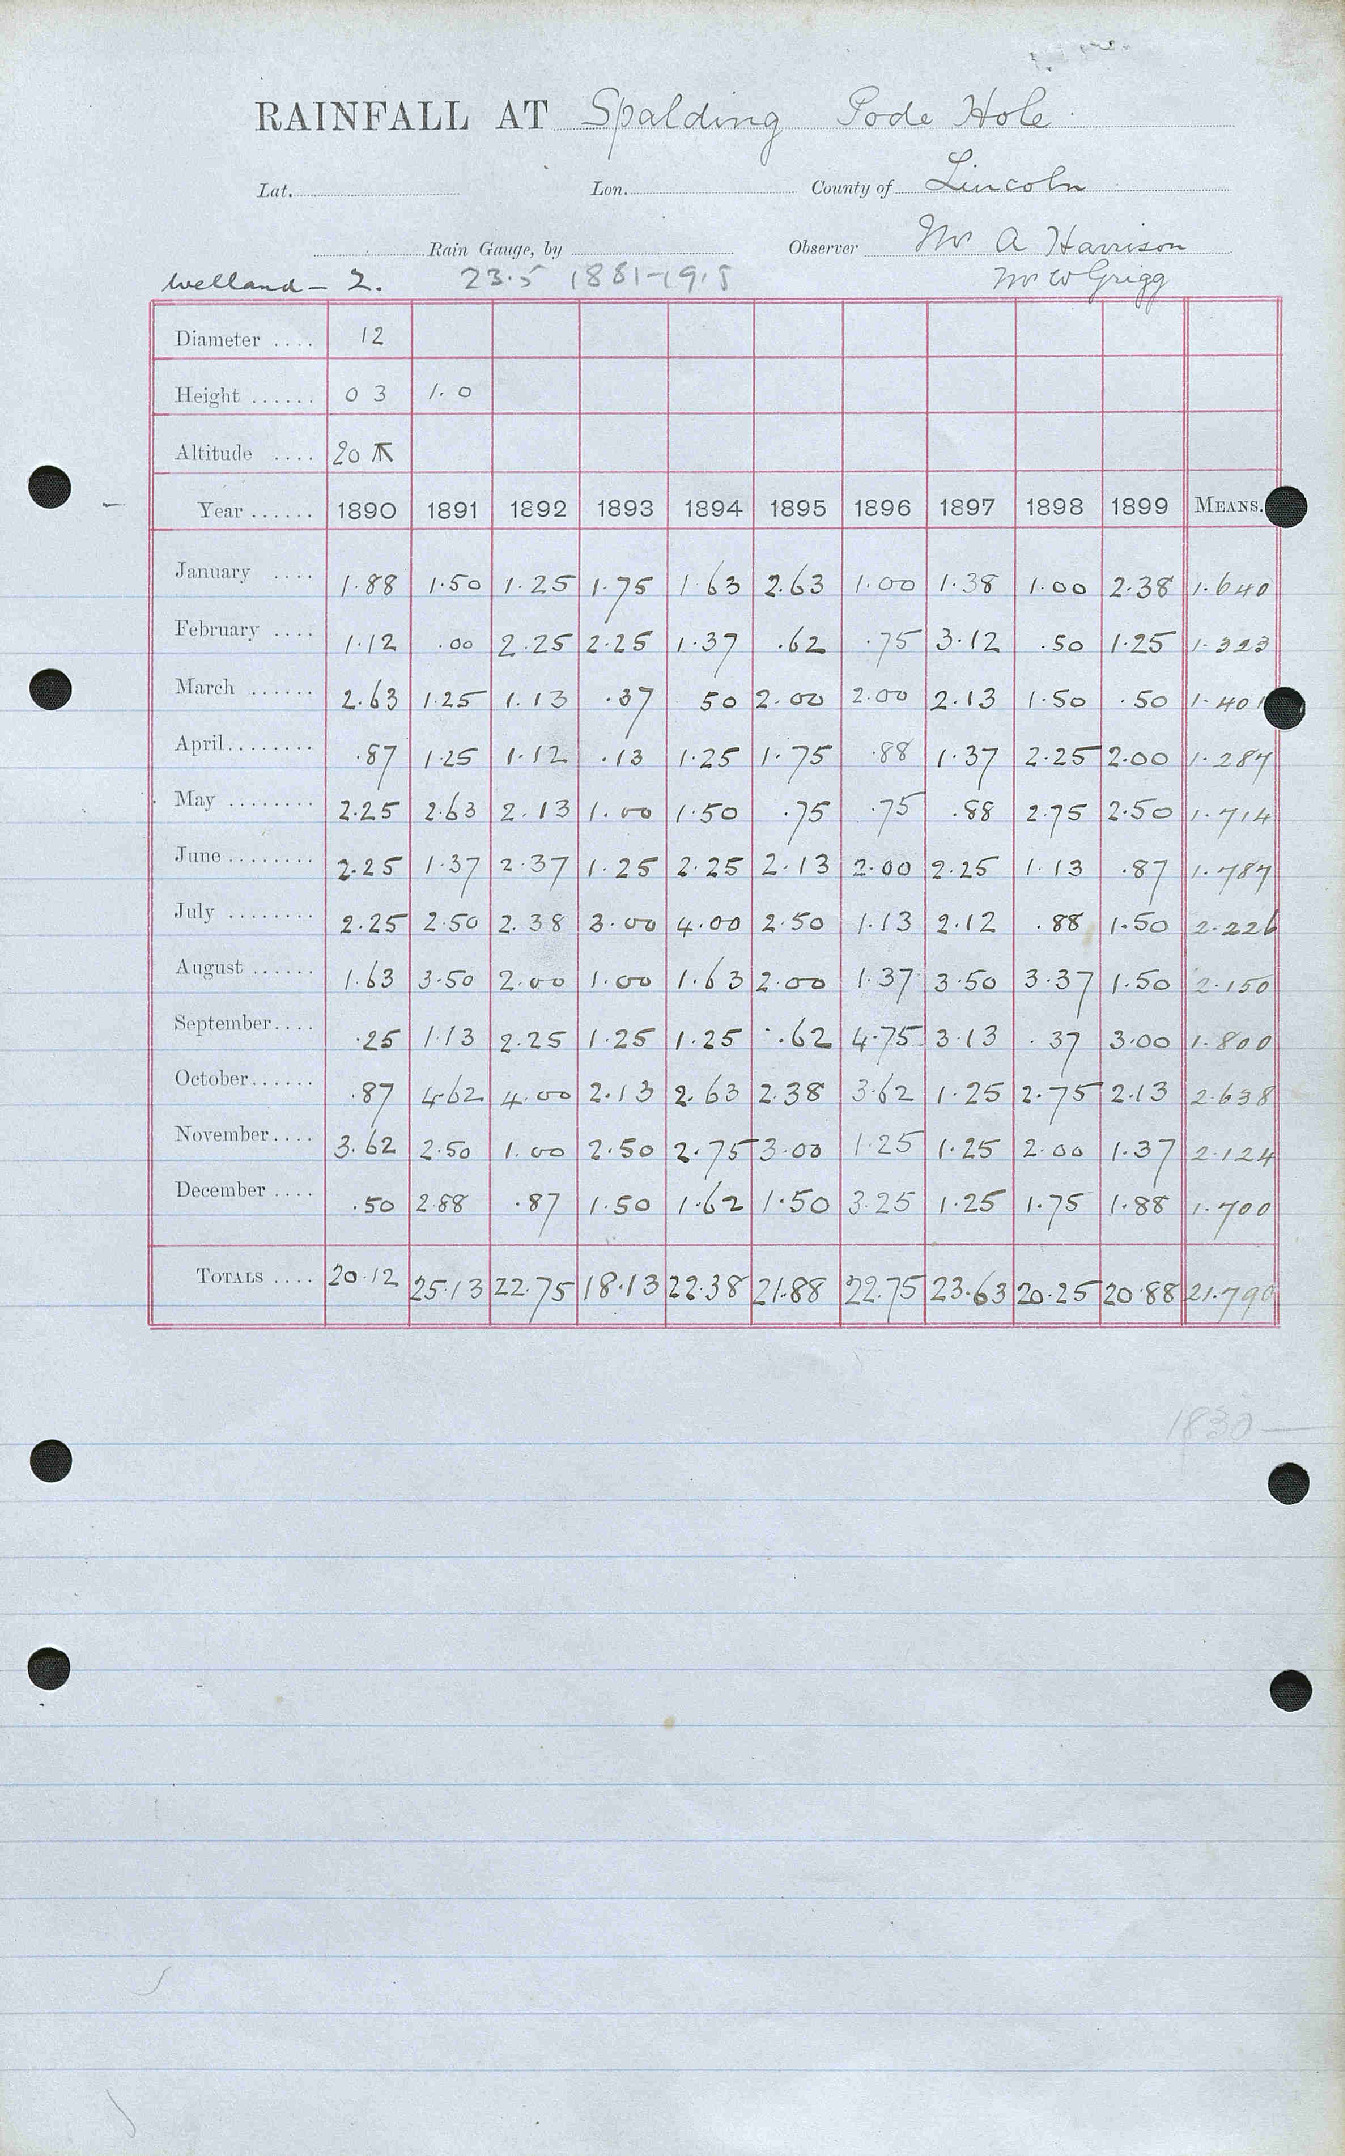 RAINFALL AT Spalding Pode Hole
Lat. Lon. County of Lincoln
Rain Gauge, by Observer Mr A Harrison
Welland - 2. 23.5 1881-1915 Mr W Grigg
Diameter .... 12
Height ...... 0 3 1. 0
Altitude .... 20
Year ...... 1890 1891 1892 1893 1894 1895 1896 1897 1898 1899 MEANS.
January .... 1.88 1.50 1.25 1.75 1.63 2.63 1.00 1.38 1.00 2.38 1.640
February .... 1.12 .00 2.25 2.25 1.37 .62 .75 3.12 .50 1.25 1.323
March ...... 2.63 1.25 1.13 .37 50 2.00 2.00 2.13 1.50 .50 1.401
April........ .87 1.25 1.12 .13 1.25 1.75 .88 1.37 2.25 2.00 1.287
May ........ 2.25 2.63 2.13 1.00 1.50 .75 .75 .88 2.75 2.50 1.714
June ........ 2.25 1.37 2.37 1.25 2.25 2.13 2.00 2.25 1.13 .87 1.787
July ........ 2.25 2.50 2.38 3.00 4.00 2.50 1.13 2.12 .88 1.50 2.226
August ...... 1.63 3.50 2.00 1.00 1.63 2.00 1.37 3.50 3.37 1.50 2.150
September.... .25 1.13 2.25 1.25 1.25 .62 4.75 3.13 .37 3.00 1.800
October...... .87 4.62 4.00 2.13 2.63 2.38 3.62 1.25 2.75 2.13 2.638
November.... 3.62 2.50 1.00 2.50 2.75 3.00 1.25 1.25 2.00 1.37 2.124
December .... .50 2.88 .87 1.50 1.62 1.50 3.25 1.25 1.75 1.88 1.700
TOTALS .... 20.12 25.13 22.75 18.13 22.38 21.88 22.75 23.63 20.25 20.88 21.790
1830 —